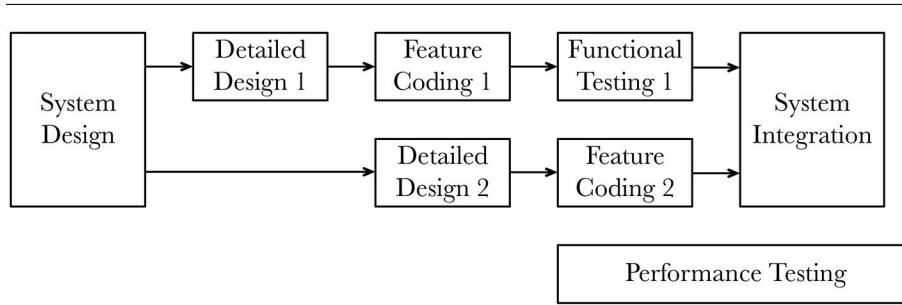 System
Design
Detailed
Design 1
Feature
Coding 1
Functional
Testing 1
System
Integration
Detailed
Design 2
Feature
Coding 2
Performance Testing